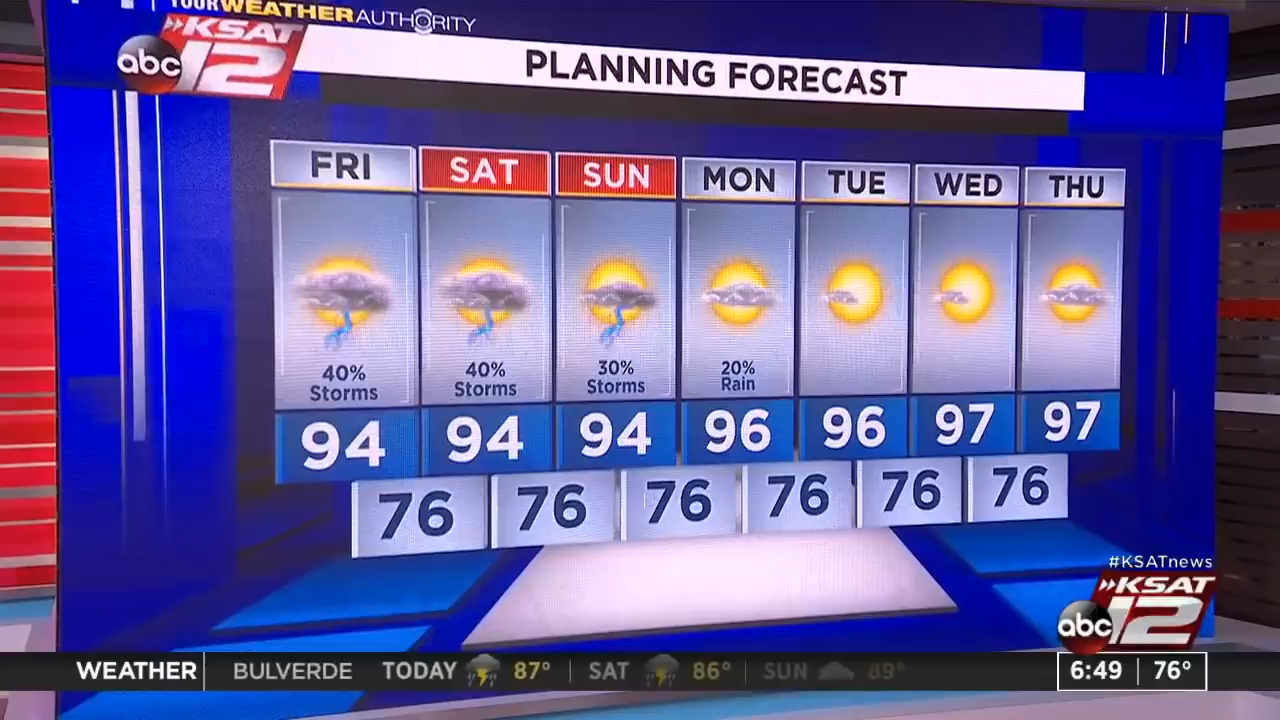 YOUR WEATHER AUTHORITY
KSAT
abc 12
PLANNING FORECAST
FRI SAT SUN MON TUE WED THU
40% 40% 30% 20%
Storms Storms Storms Rain
94 94 94 96 96 97 97
76 76 76 76 76 76
#KSATnews
KSAT
abc 12
WEATHER BULVERDE TODAY 87° SAT 86° SUN 89° 6:49 76°